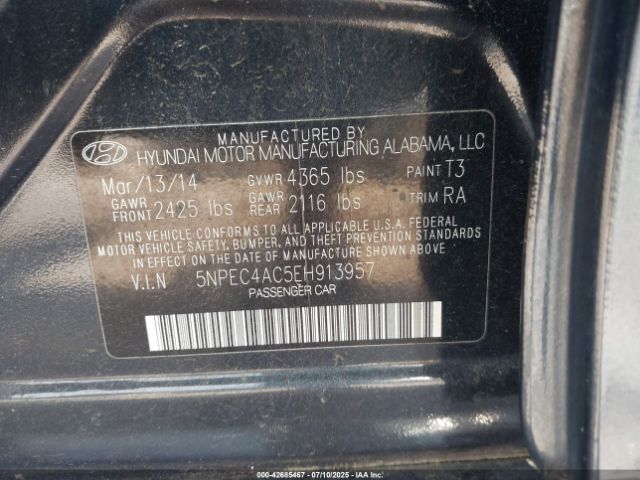 MANUFACTURED BY
HYUNDAI MOTOR MANUFACTURING ALABAMA, LLC
Mar/13/14 GVWR 4365 lbs PAINT T3
GAWR FRONT 2425 lbs GAWR REAR 2116 lbs TRIM RA
THIS VEHICLE CONFORMS TO ALL APPLICABLE U.S.A. FEDERAL
MOTOR VEHICLE SAFETY, BUMPER, AND THEFT PREVENTION
STANDARDS IN EFFECT ON THE DATE OF MANUFACTURE SHOWN ABOVE.
V.I.N 5NPEC4AC5EH913957
PASSENGER CAR
000-42685467 07/10/2025 Copyright © IAA, LLC